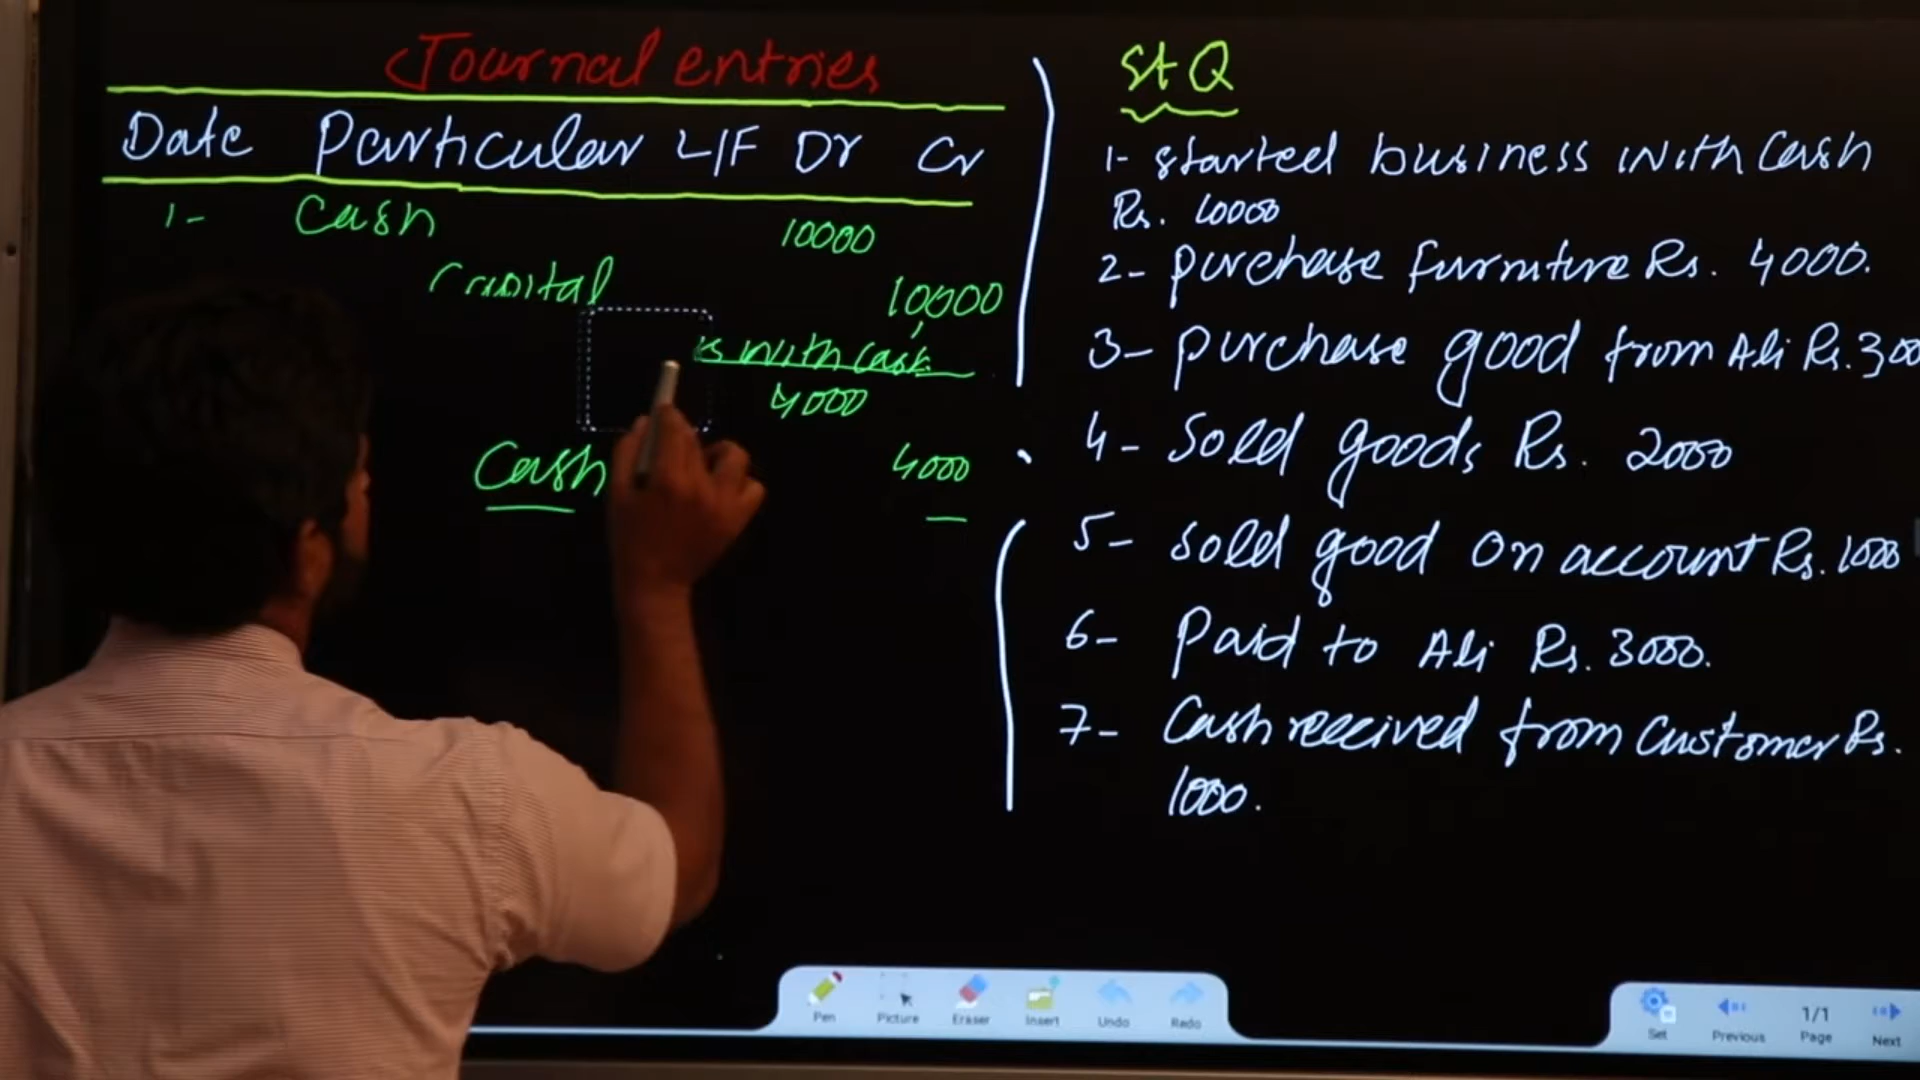 Journal entries
Date Particular L/F Dr Cr
1- Cash 10000
Capital 10000
with Cash
4000
Cash 4000
St Q
1- started business with Cash
Rs. 10000
2- purchase furniture Rs. 4000.
3- purchase good from Ali Rs. 300
4- Sold goods Rs. 2000
5- sold good on account Rs. 1000
6- Paid to Ali Rs. 3000.
7- Cash received from Customer Rs.
1000.
Pen Picture Eraser Insert Undo Redo
Set Previous 1/1 Page Next